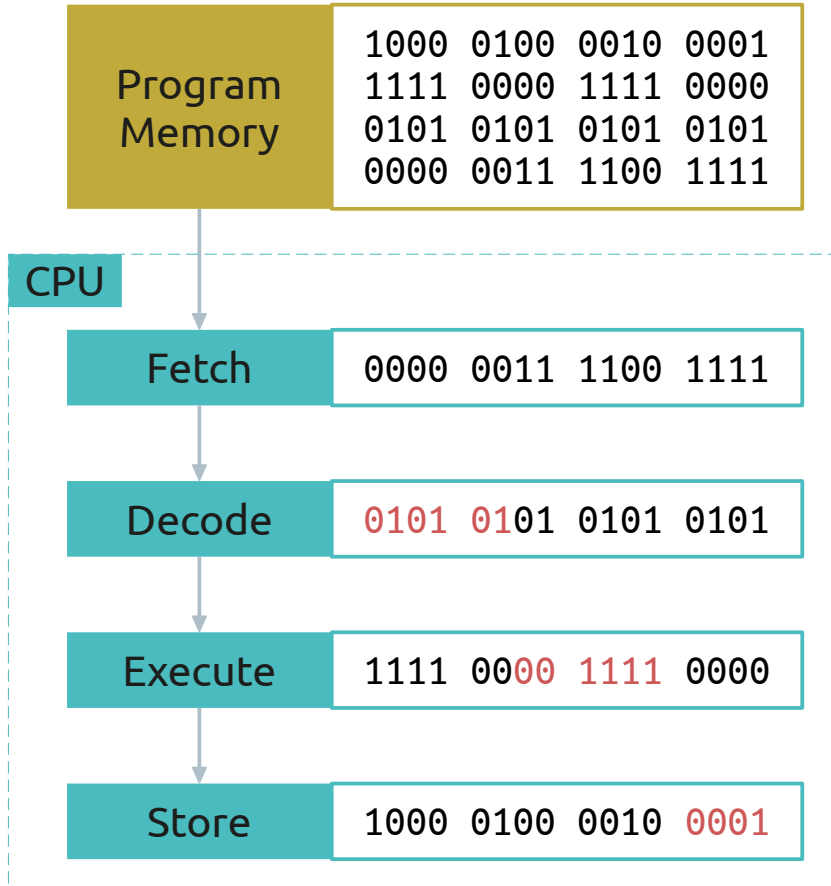 Program
Memory
1000 0100 0010 0001
1111 0000 1111 0000
0101 0101 0101 0101
0000 0011 1100 1111
CPU
Fetch
0000 0011 1100 1111
Decode
0101 0101 0101 0101
Execute
1111 0000 1111 0000
Store
1000 0100 0010 0001